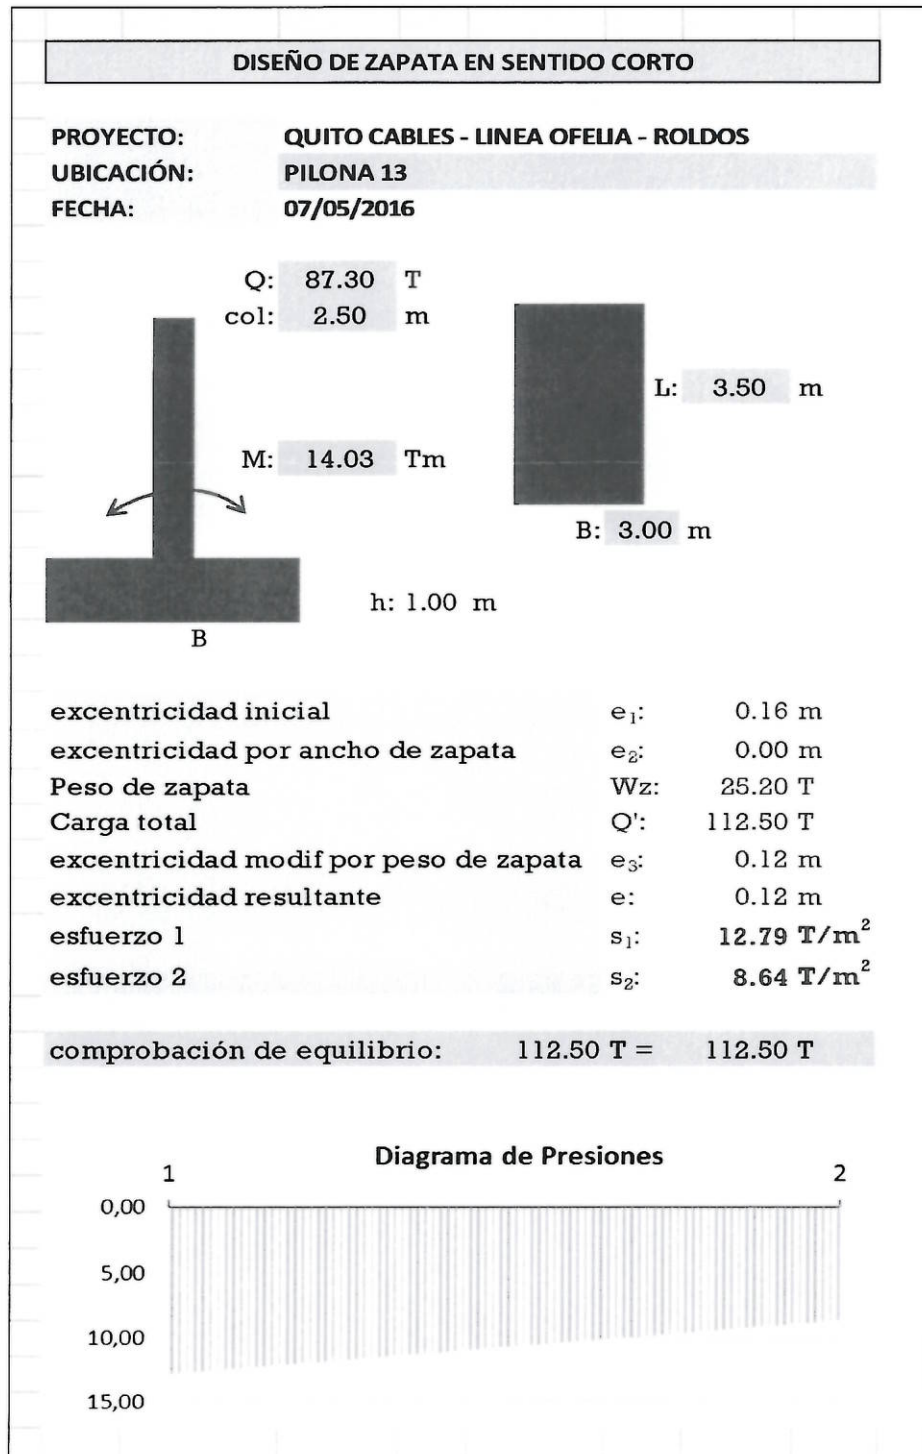 DISEÑO DE ZAPATA EN SENTIDO CORTO
PROYECTO: QUITO CABLES - LINEA OFELIA - ROLDOS
UBICACIÓN: PILONA 13
FECHA: 07/05/2016
Q: 87.30 T
col: 2.50 m
L: 3.50 m
M: 14.03 Tm
B: 3.00 m
h: 1.00 m
B
excentricidad inicial e₁: 0.16 m
excentricidad por ancho de zapata e₂: 0.00 m
Peso de zapata Wz: 25.20 T
Carga total Q': 112.50 T
excentricidad modif por peso de zapata e₃: 0.12 m
excentricidad resultante e: 0.12 m
esfuerzo 1 s₁: 12.79 T/m²
esfuerzo 2 s₂: 8.64 T/m²
comprobación de equilibrio: 112.50 T = 112.50 T
Diagrama de Presiones
1 2
0,00
5,00
10,00
15,00